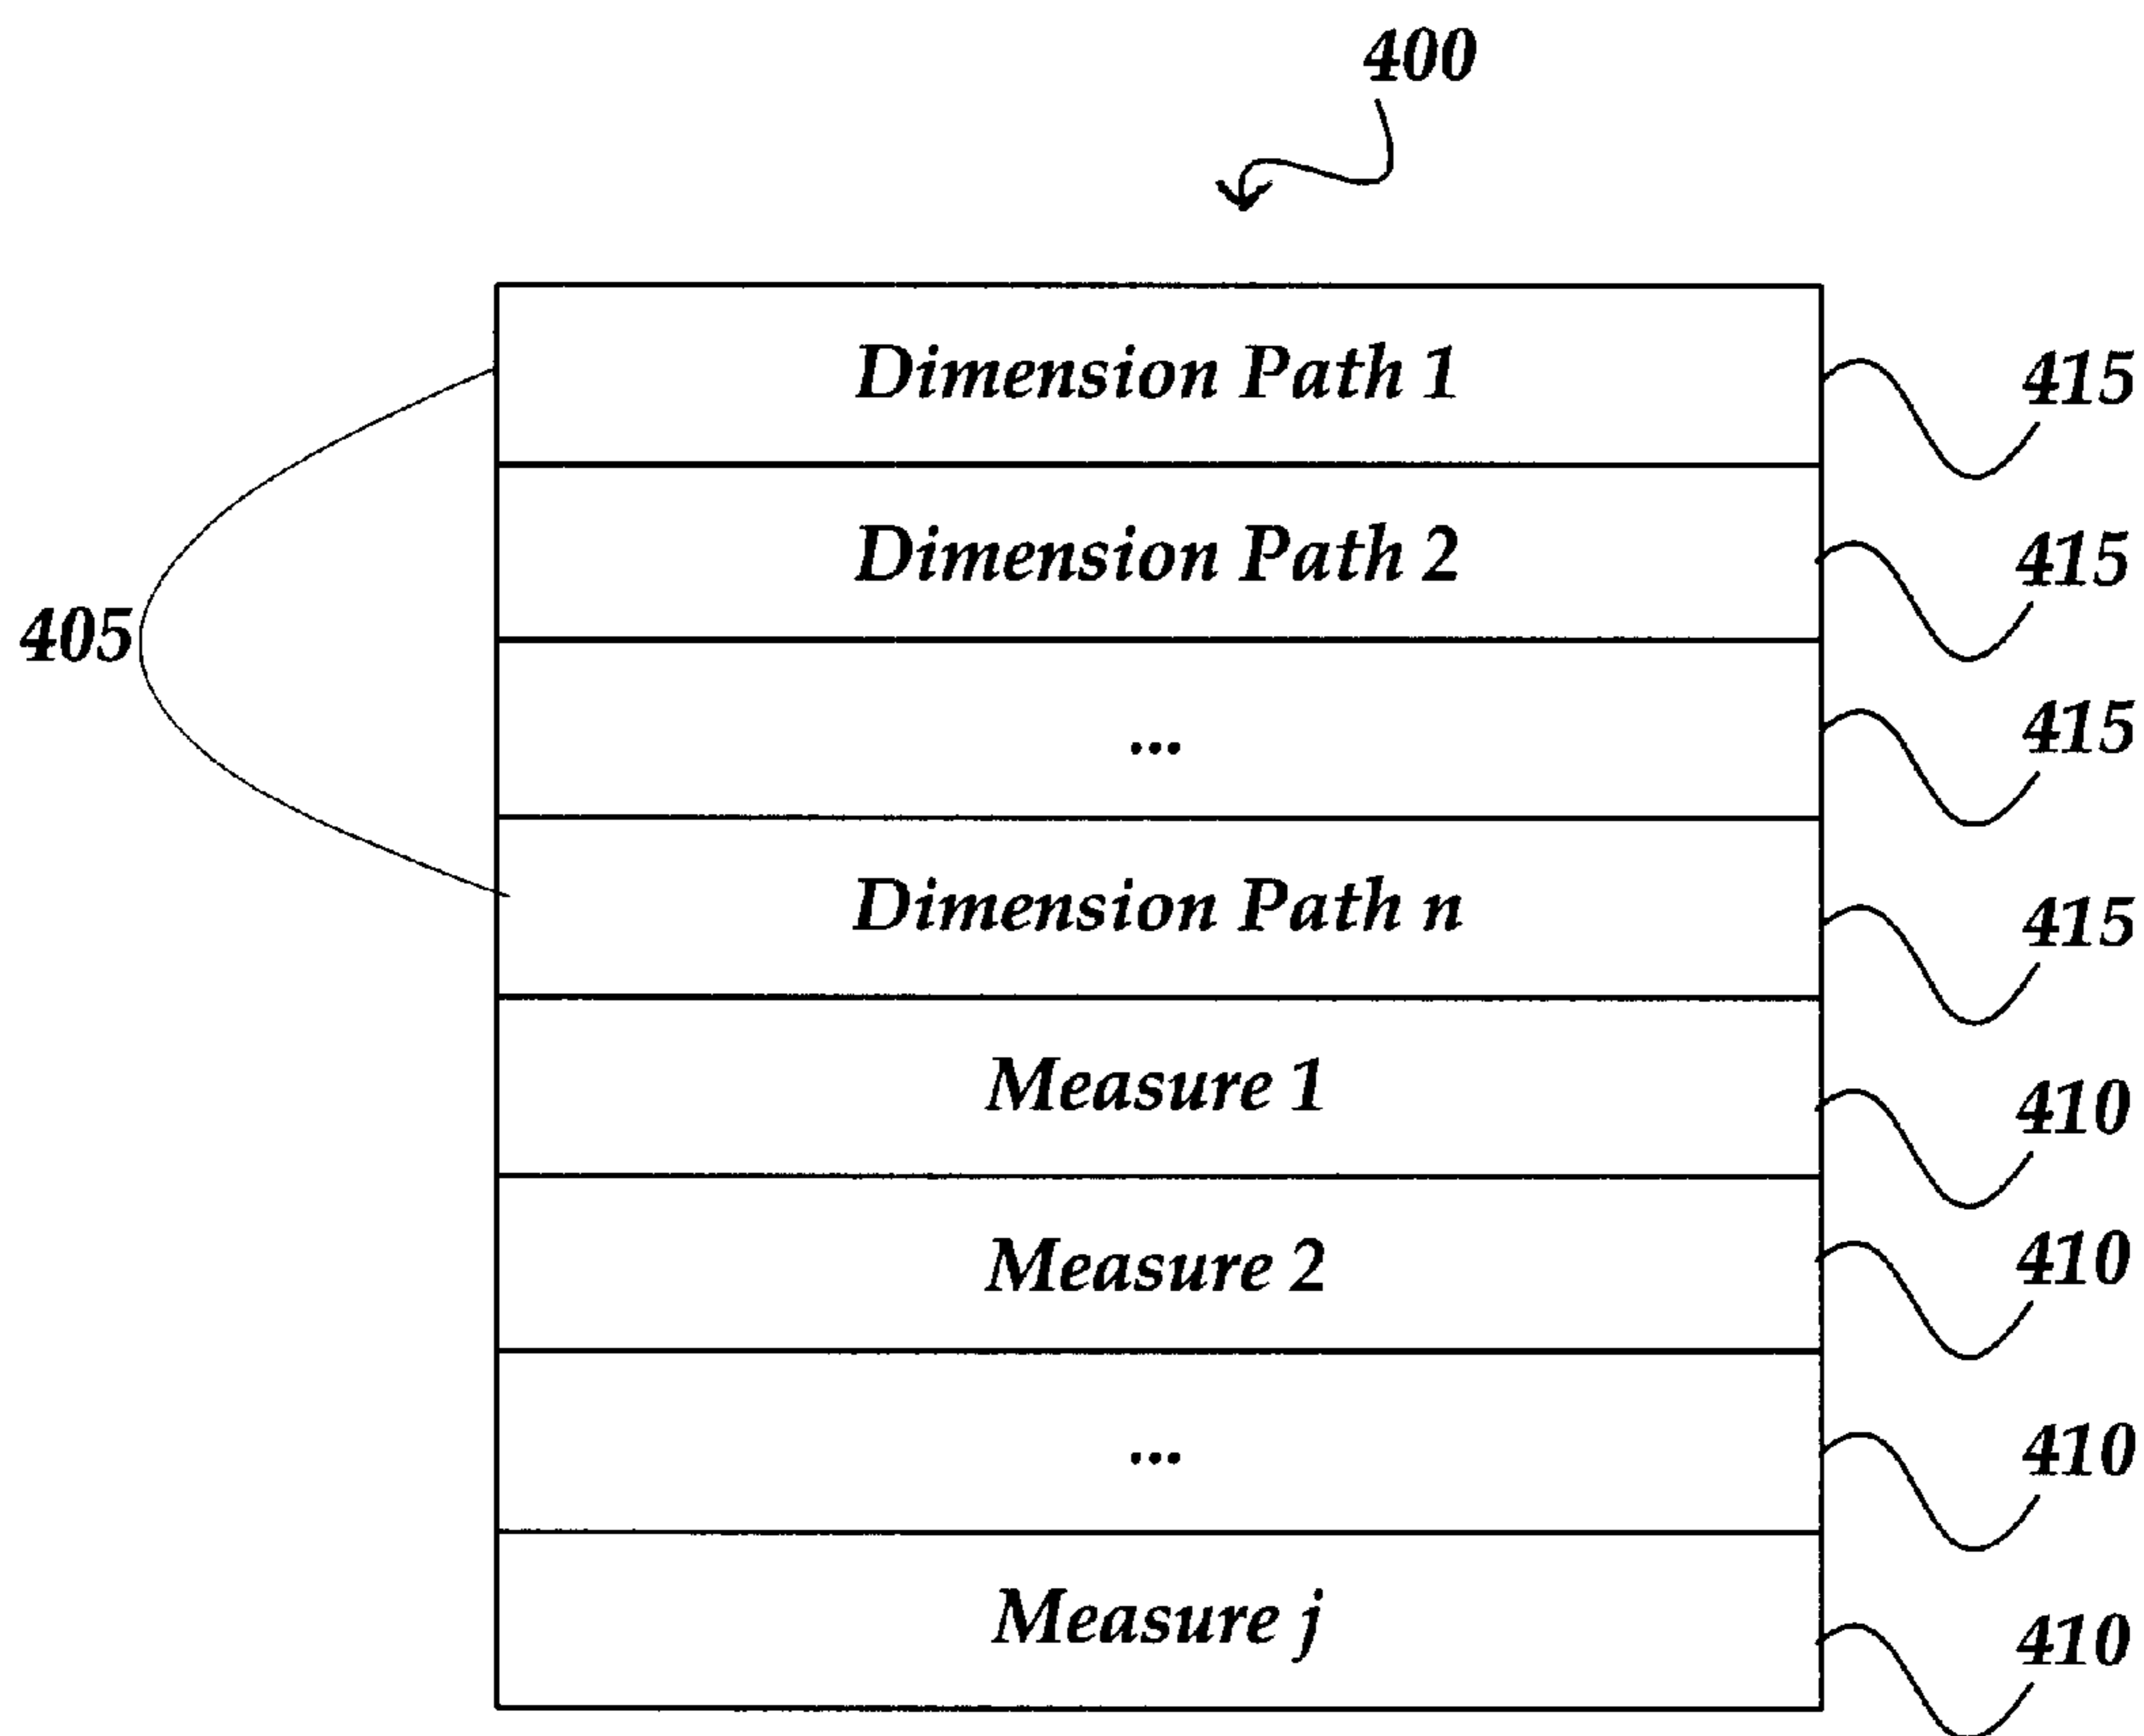 400
Dimension Path 1
415
Dimension Path 2
415
405
...
415
Dimension Path n
415
Measure 1
410
Measure 2
410
...
410
Measure j
410